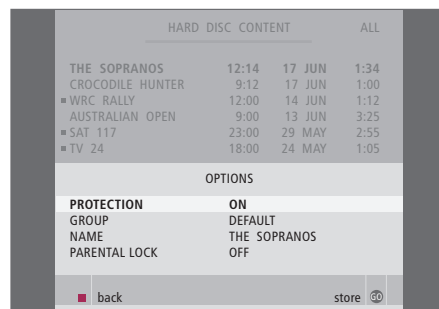 HARD DISC CONTENT ALL
THE SOPRANOS 12:14 17 JUN 1:34
CROCODILE HUNTER 9:12 17 JUN 1:00
WRC RALLY 12:00 14 JUN 1:12
AUSTRALIAN OPEN 9:00 13 JUN 3:25
SAT 117 23:00 29 MAY 2:55
TV 24 18:00 24 MAY 1:05
OPTIONS
PROTECTION ON
GROUP DEFAULT
NAME THE SOPRANOS
PARENTAL LOCK OFF
back store GO